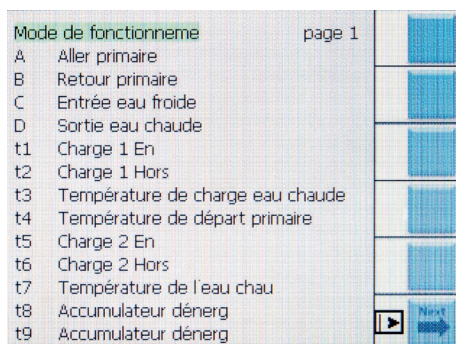 Mode de fonctionneme page 1
A Aller primaire
B Retour primaire
C Entrée eau froide
D Sortie eau chaude
t1 Charge 1 En
t2 Charge 1 Hors
t3 Température de charge eau chaude
t4 Température de départ primaire
t5 Charge 2 En
t6 Charge 2 Hors
t7 Température de l'eau chau
t8 Accumulateur dénerg
t9 Accumulateur dénerg
Next